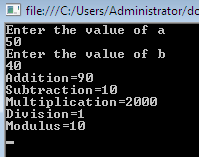 file:///C:/Users/Administrator/do
Enter the value of a
50
Enter the value of b
40
Addition=90
Subtraction=10
Multiplication=2000
Division=1
Modulus=10